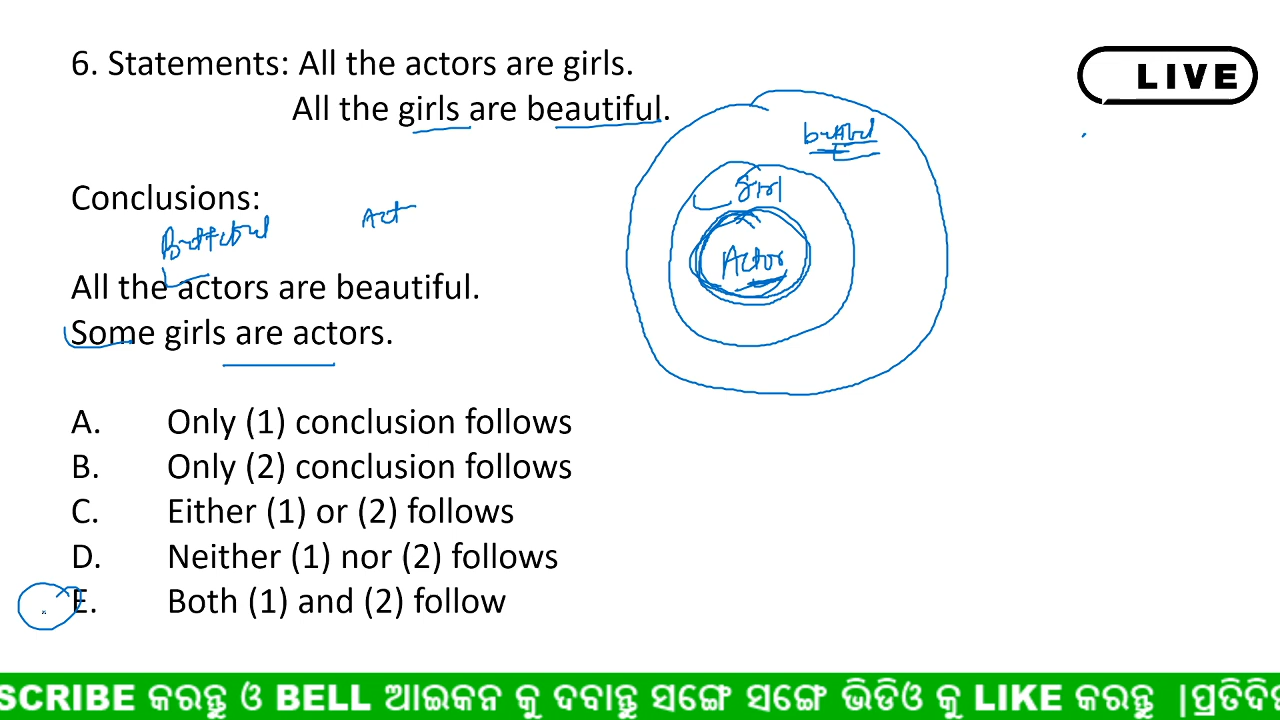 6. Statements: All the actors are girls.
All the girls are beautiful.
LIVE
Girl
Actor
Conclusions:
Act
All the actors are beautiful.
Some girls are actors.
A. Only (1) conclusion follows
B. Only (2) conclusion follows
C. Either (1) or (2) follows
D. Neither (1) nor (2) follows
E. Both (1) and (2) follow
SCRIBE କରନ୍ତୁ ଓ BELL ଆଇକନ କୁ ଦବାନ୍ତୁ ସଙ୍ଗେ ସଙ୍ଗେ ଭିଡିଓ କୁ LIKE କରନ୍ତୁ |ପ୍ରତିଦି